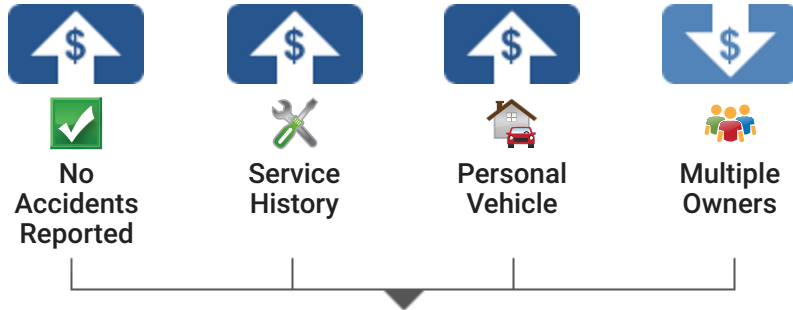 $ $ $ $
No
Accidents
Reported
Service
History
Personal
Vehicle
Multiple
Owners